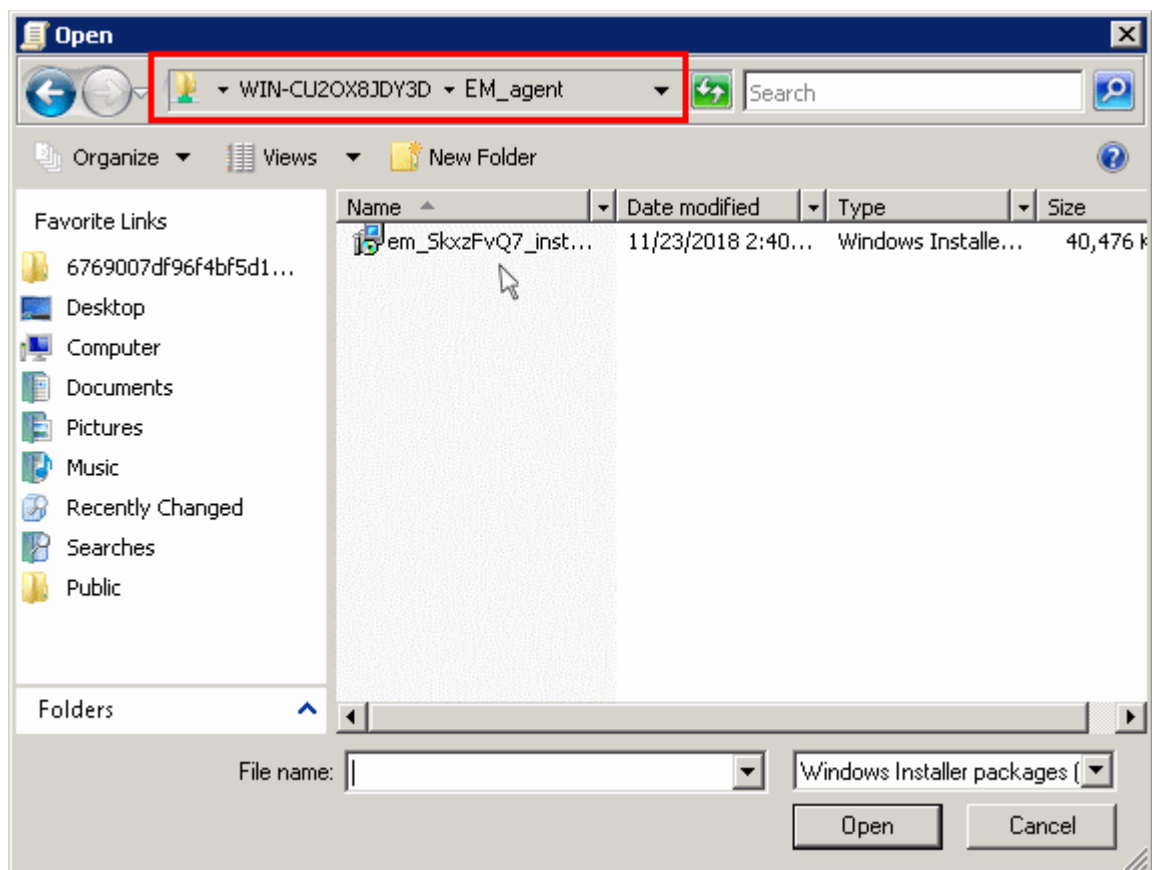 Open
WIN-CU2OX8JDY3D EM_agent Search
Organize Views New Folder
Favorite Links
6769007df96f4bf5d1...
Desktop
Computer
Documents
Pictures
Music
Recently Changed
Searches
Public
Folders
Name Date modified Type Size
em_SkxzFvQ7_inst... 11/23/2018 2:40... Windows Installe... 40,476 K
File name: Windows Installer packages (
Open Cancel